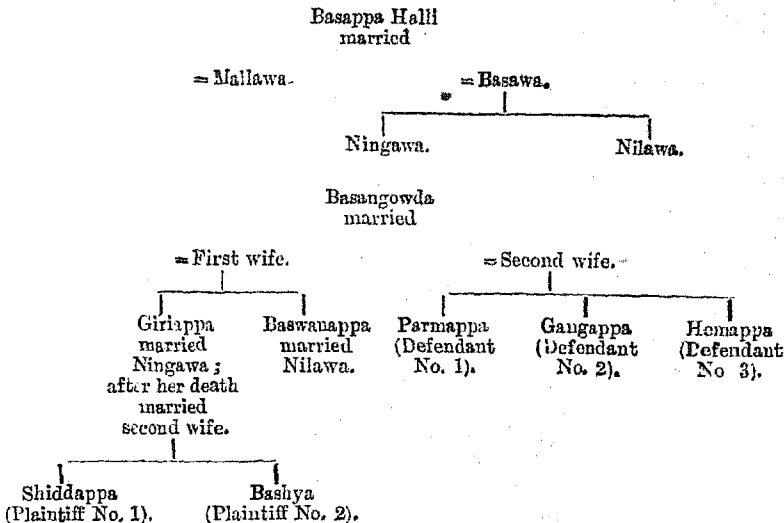 Basappa Halli
married
= Mallawa.
= Basawa.
Ningawa.
Nilawa.
Basangowda
married
= First wife.
= Second wife.
Giriappa
married
Ningawa;
after her death
married
second wife.
Baswanappa
married
Nilawa.
Parmappa
(Defendant
No. 1).
Gangappa
(Defendant
No. 2).
Hemappa
(Defendant
No 3).
Shiddappa
(Plaintiff No. 1).
Bashya
(Plaintiff No. 2).